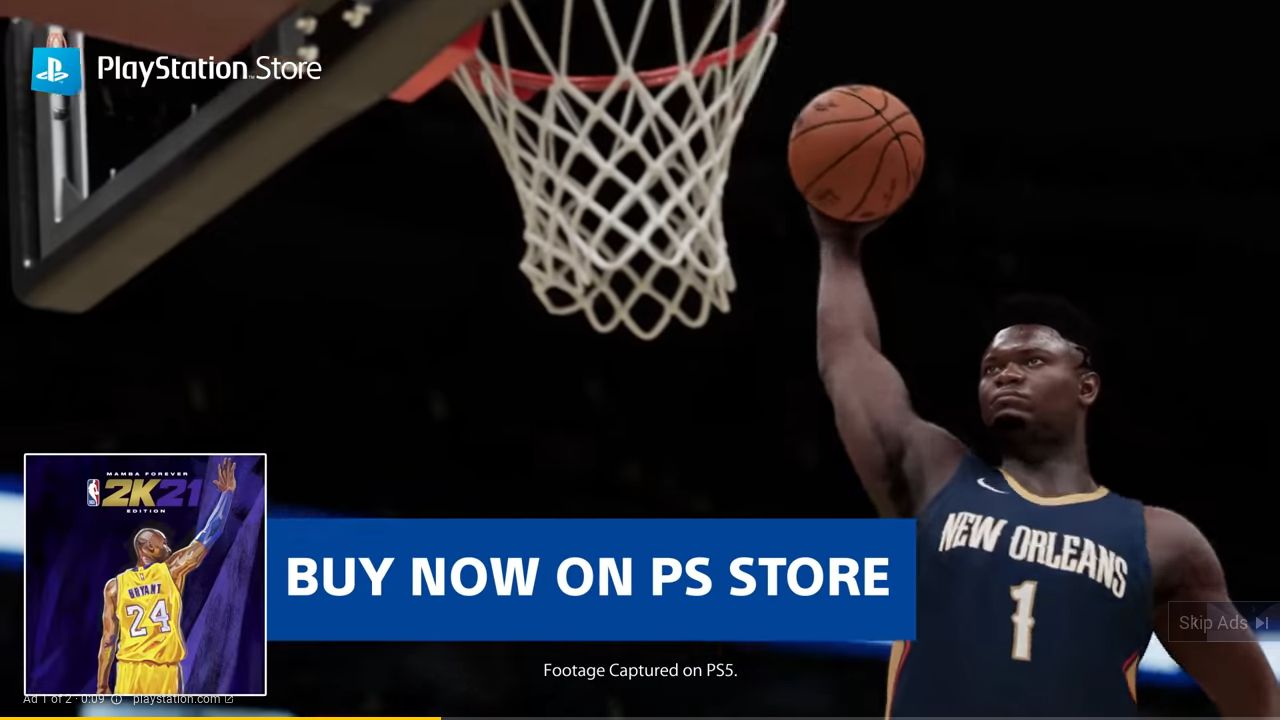 PlayStation Store
MAMBA FOREVER
2K21
EDITION
BRYANT
24
BUY NOW ON PS STORE
NEW ORLEANS
1
Skip Ads
Footage Captured on PS5.
Ad 1 of 2 · 0:09 playstation.com